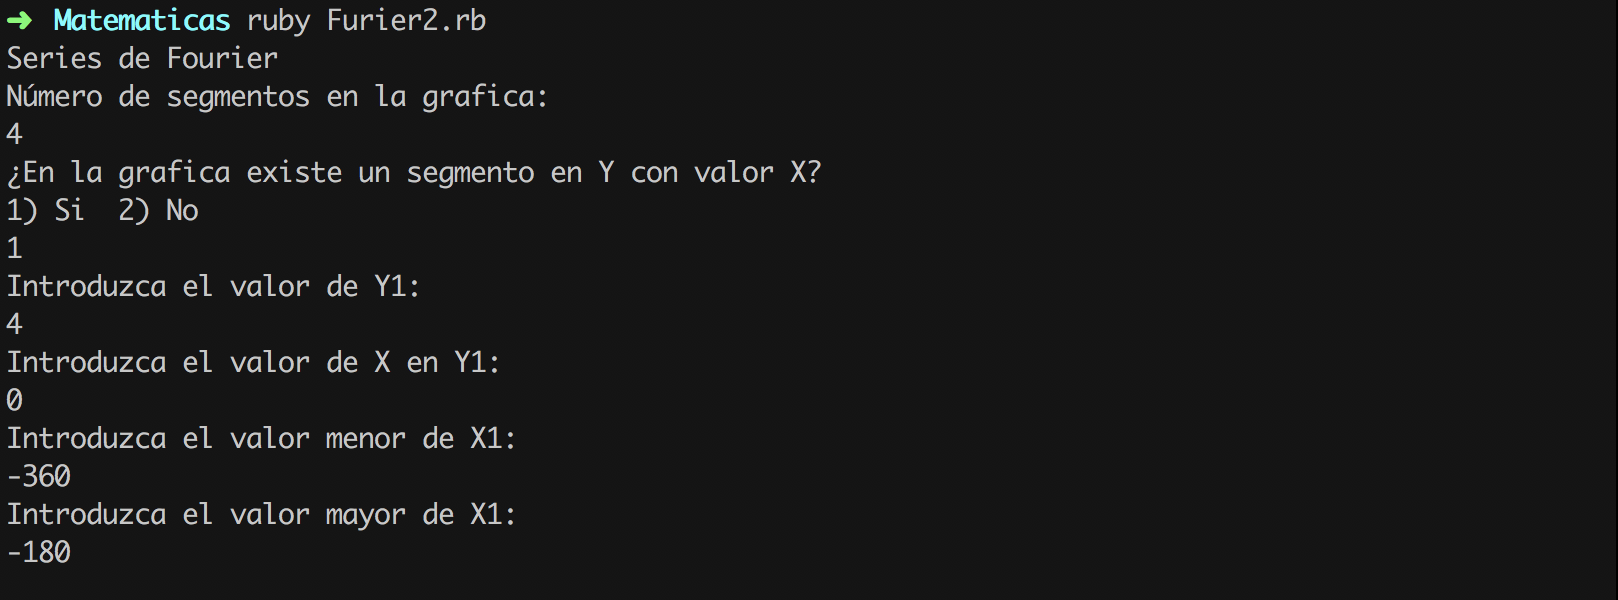 ➜ Matematicas ruby Furier2.rb
Series de Fourier
Número de segmentos en la grafica:
4
¿En la grafica existe un segmento en Y con valor X?
1) Si  2) No
1
Introduzca el valor de Y1:
4
Introduzca el valor de X en Y1:
0
Introduzca el valor menor de X1:
-360
Introduzca el valor mayor de X1:
-180